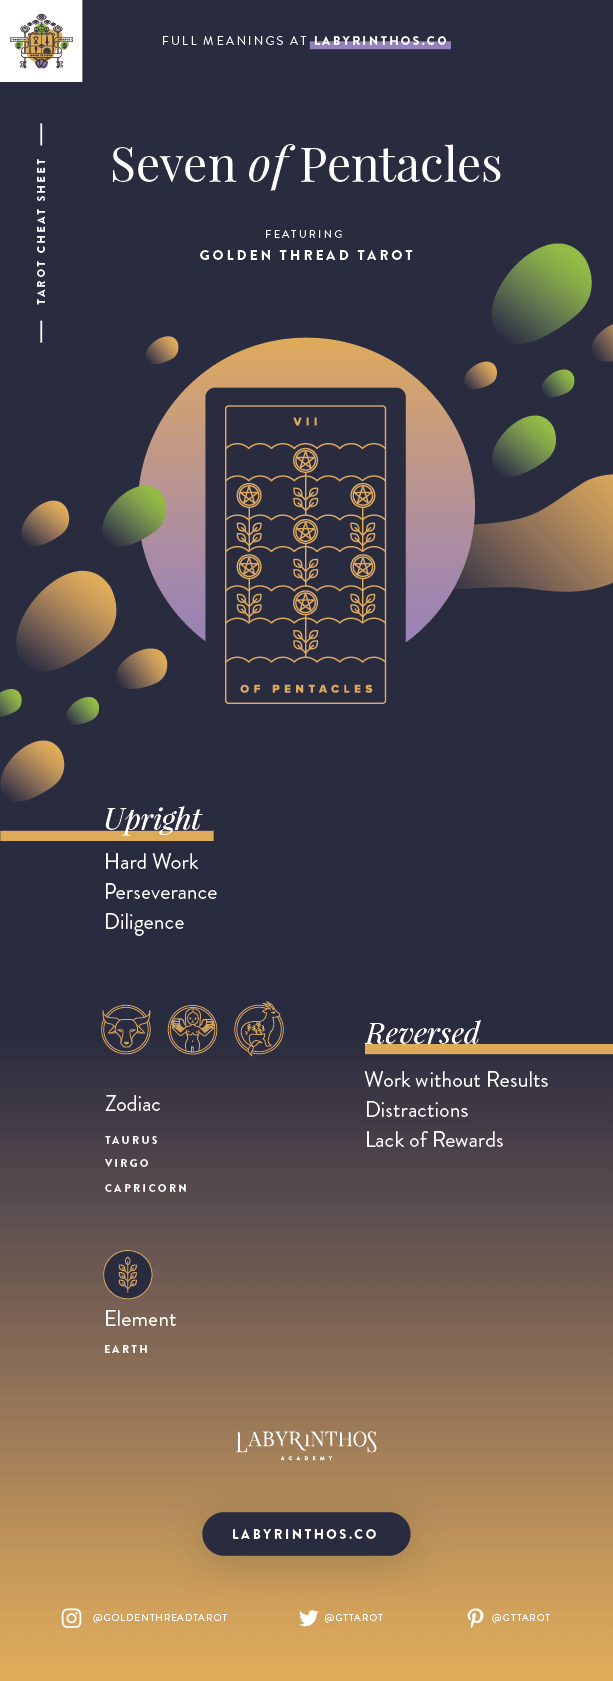 FULL MEANINGS AT LABYRINTHOS.CO
TAROT CHEAT SHEET
Seven of Pentacles
FEATURING
GOLDEN THREAD TAROT
VII
OF PENTACLES
Upright
Hard Work
Perseverance
Diligence
Reversed
Work without Results
Distractions
Lack of Rewards
Zodiac
TAURUS
VIRGO
CAPRICORN
Element
EARTH
LABYRINTHOS
ACADEMY
LABYRINTHOS.CO
@GOLDENTHREADTAROT
@GTTAROT
@GTTAROT